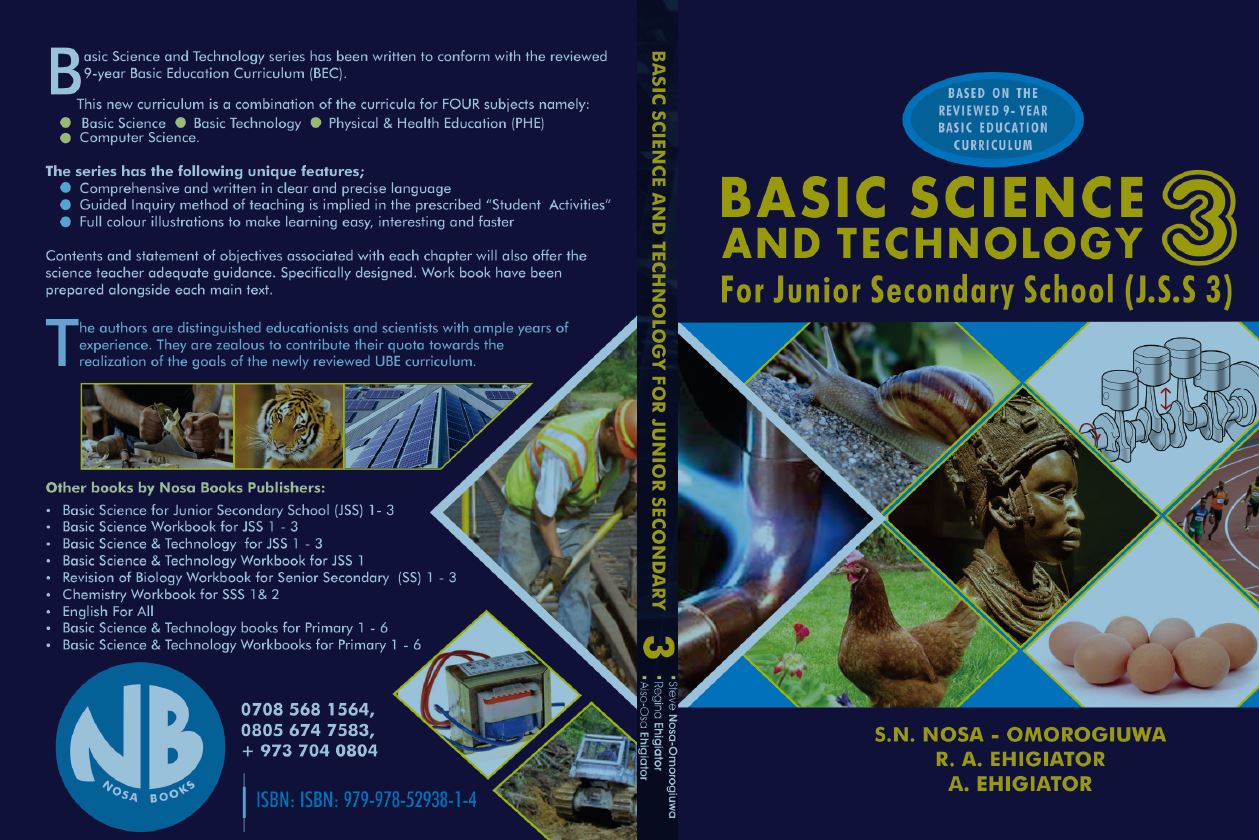 Basic Science and Technology series has been written to conform with the reviewed
9-year Basic Education Curriculum (BEC).
This new curriculum is a combination of the curricula for FOUR subjects namely:
● Basic Science ● Basic Technology ● Physical & Health Education (PHE)
● Computer Science.
The series has the following unique features;
● Comprehensive and written in clear and precise language
● Guided Inquiry method of teaching is implied in the prescribed “Student Activities”
● Full colour illustrations to make learning easy, interesting and faster
Contents and statement of objectives associated with each chapter will also offer the
science teacher adequate guidance. Specifically designed. Work book have been
prepared alongside each main text.
The authors are distinguished educationists and scientists with ample years of
experience. They are zealous to contribute their quota towards the
realization of the goals of the newly reviewed UBE curriculum.
Other books by Nosa Books Publishers:
• Basic Science for Junior Secondary School (JSS) 1- 3
• Basic Science Workbook for JSS 1 - 3
• Basic Science & Technology for JSS 1 - 3
• Basic Science & Technology Workbook for JSS 1
• Revision of Biology Workbook for Senior Secondary (SS) 1 - 3
• Chemistry Workbook for SSS 1& 2
• English For All
• Basic Science & Technology books for Primary 1 - 6
• Basic Science & Technology Workbooks for Primary 1 - 6
NB
NOSA BOOKS
0708 568 1564,
0805 674 7583,
+ 973 704 0804
ISBN: ISBN: 979-978-52938-1-4
BASIC SCIENCE AND TECHNOLOGY FOR JUNIOR SECONDARY
3
• Steve Nosa-Omorogiuwa
• Regina Ehigiator
• Aiso-Osa Ehigiator
BASED ON THE
REVIEWED 9- YEAR
BASIC EDUCATION
CURRICULUM
BASIC SCIENCE 3
AND TECHNOLOGY
For Junior Secondary School (J.S.S 3)
S.N. NOSA - OMOROGIUWA
R. A. EHIGIATOR
A. EHIGIATOR